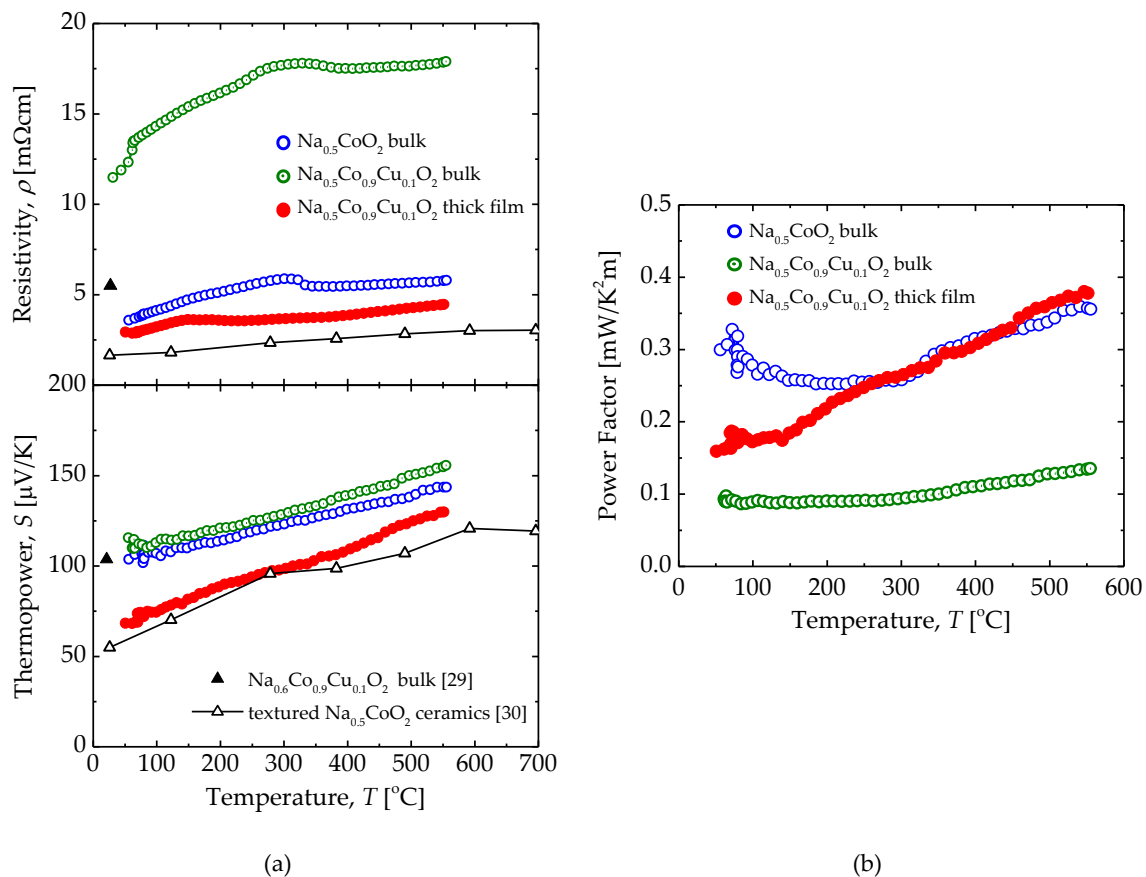 20
15
10
5
200
150
100
50
0
Resistivity, ρ [mΩcm]
Na0.5CoO2 bulk
Na0.5Co0.9Cu0.1O2 bulk
Na0.5Co0.9Cu0.1O2 thick film
Thermopower, S [µV/K]
Na0.6Co0.9Cu0.1O2 bulk [29]
textured Na0.5CoO2 ceramics [30]
0 100 200 300 400 500 600 700
Temperature, T [oC]
(a)
0.5
0.4
0.3
0.2
0.1
0.0
Power Factor [mW/K2m]
Na0.5CoO2 bulk
Na0.5Co0.9Cu0.1O2 bulk
Na0.5Co0.9Cu0.1O2 thick film
0 100 200 300 400 500 600
Temperature, T [oC]
(b)